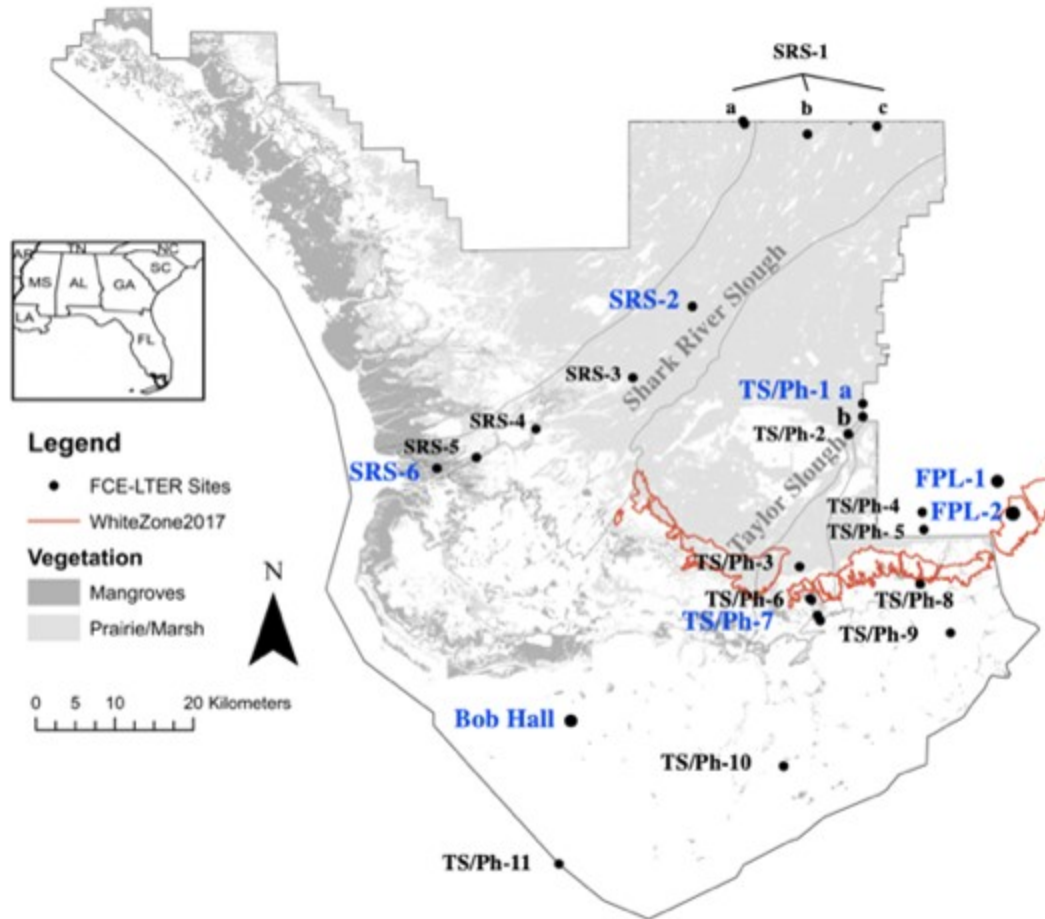 SRS-1
a
b
c
AR
TN
NC
SC
MS
AL
GA
LA
FL
SRS-2
Shark River Slough
SRS-3
TS/Ph-1 a
b
SRS-4
TS/Ph-2
SRS-5
SRS-6
Taylor Slough
FPL-1
TS/Ph-4
FPL-2
TS/Ph- 5
TS/Ph-3
TS/Ph-6
TS/Ph-8
TS/Ph-7
TS/Ph-9
Legend
FCE-LTER Sites
WhiteZone2017
Vegetation
Mangroves
Prairie/Marsh
N
0 5 10 20 Kilometers
Bob Hall
TS/Ph-10
TS/Ph-11